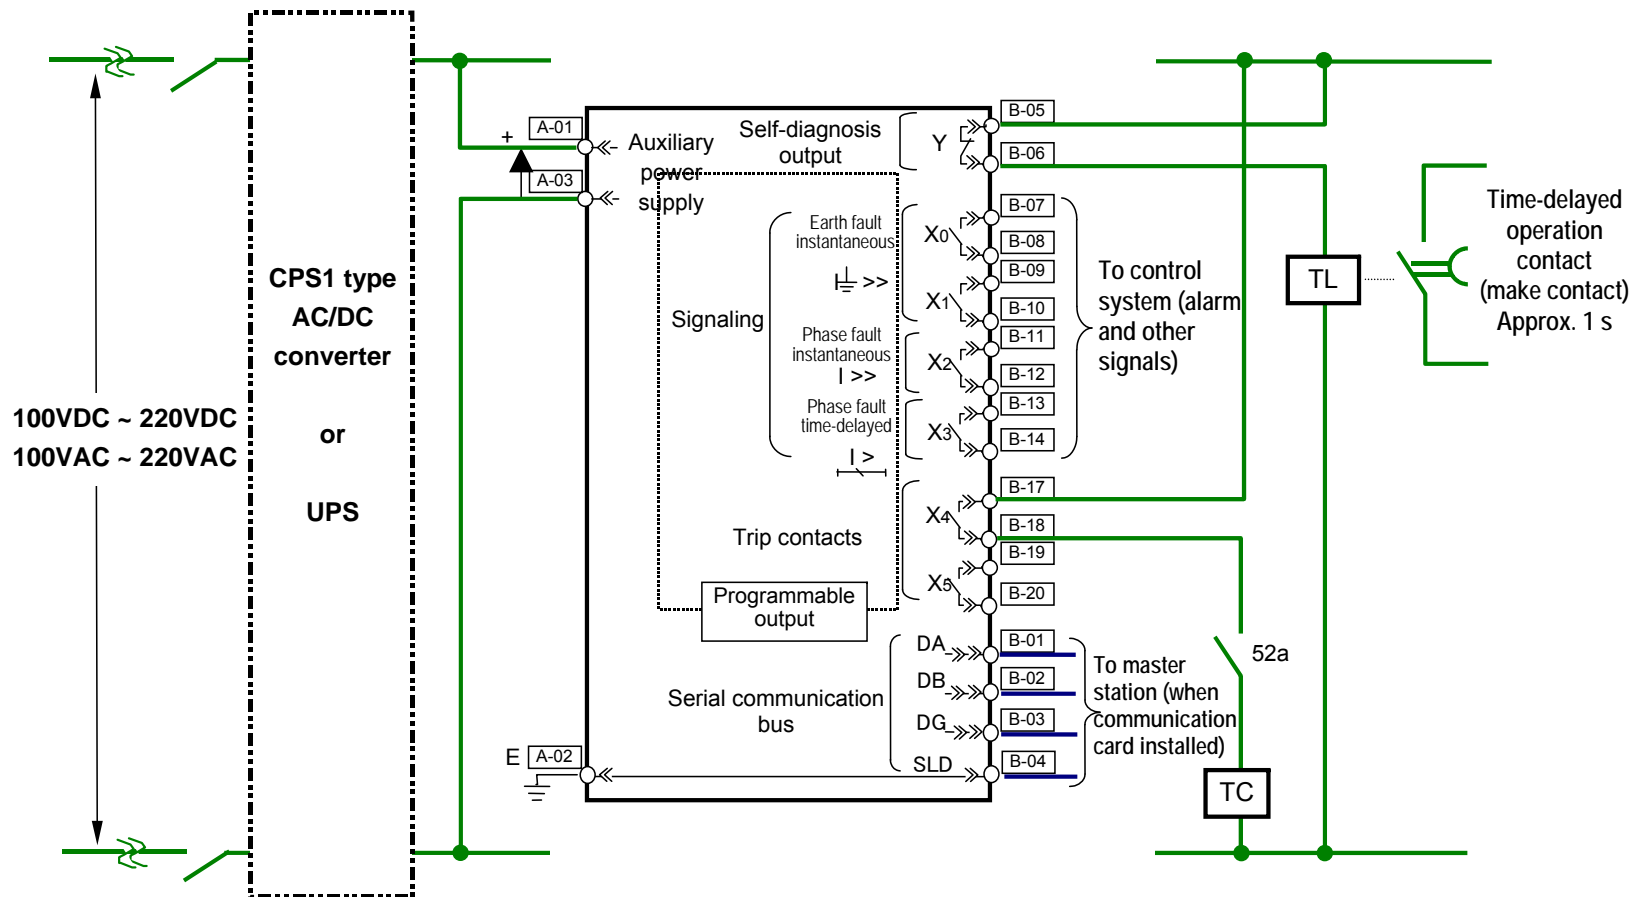 100VDC ~ 220VDC
100VAC ~ 220VAC
CPS1 type
AC/DC
converter
or
UPS
+
A-01
A-03
Auxiliary
power
supply
Self-diagnosis
output
Y
B-05
B-06
Signaling
Earth fault
instantaneous
>>
X0
B-07
B-08
X1
B-09
B-10
Phase fault
instantaneous
I >>
X2
B-11
B-12
Phase fault
time-delayed
I >
X3
B-13
B-14
To control
system (alarm
and other
signals)
Trip contacts
X4
B-17
B-18
X5
B-19
B-20
Programmable
output
Serial communication
bus
DA
B-01
DB
B-02
DG
B-03
SLD
B-04
To master
station (when
communication
card installed)
E
A-02
TL
Time-delayed
operation
contact
(make contact)
Approx. 1 s
52a
TC